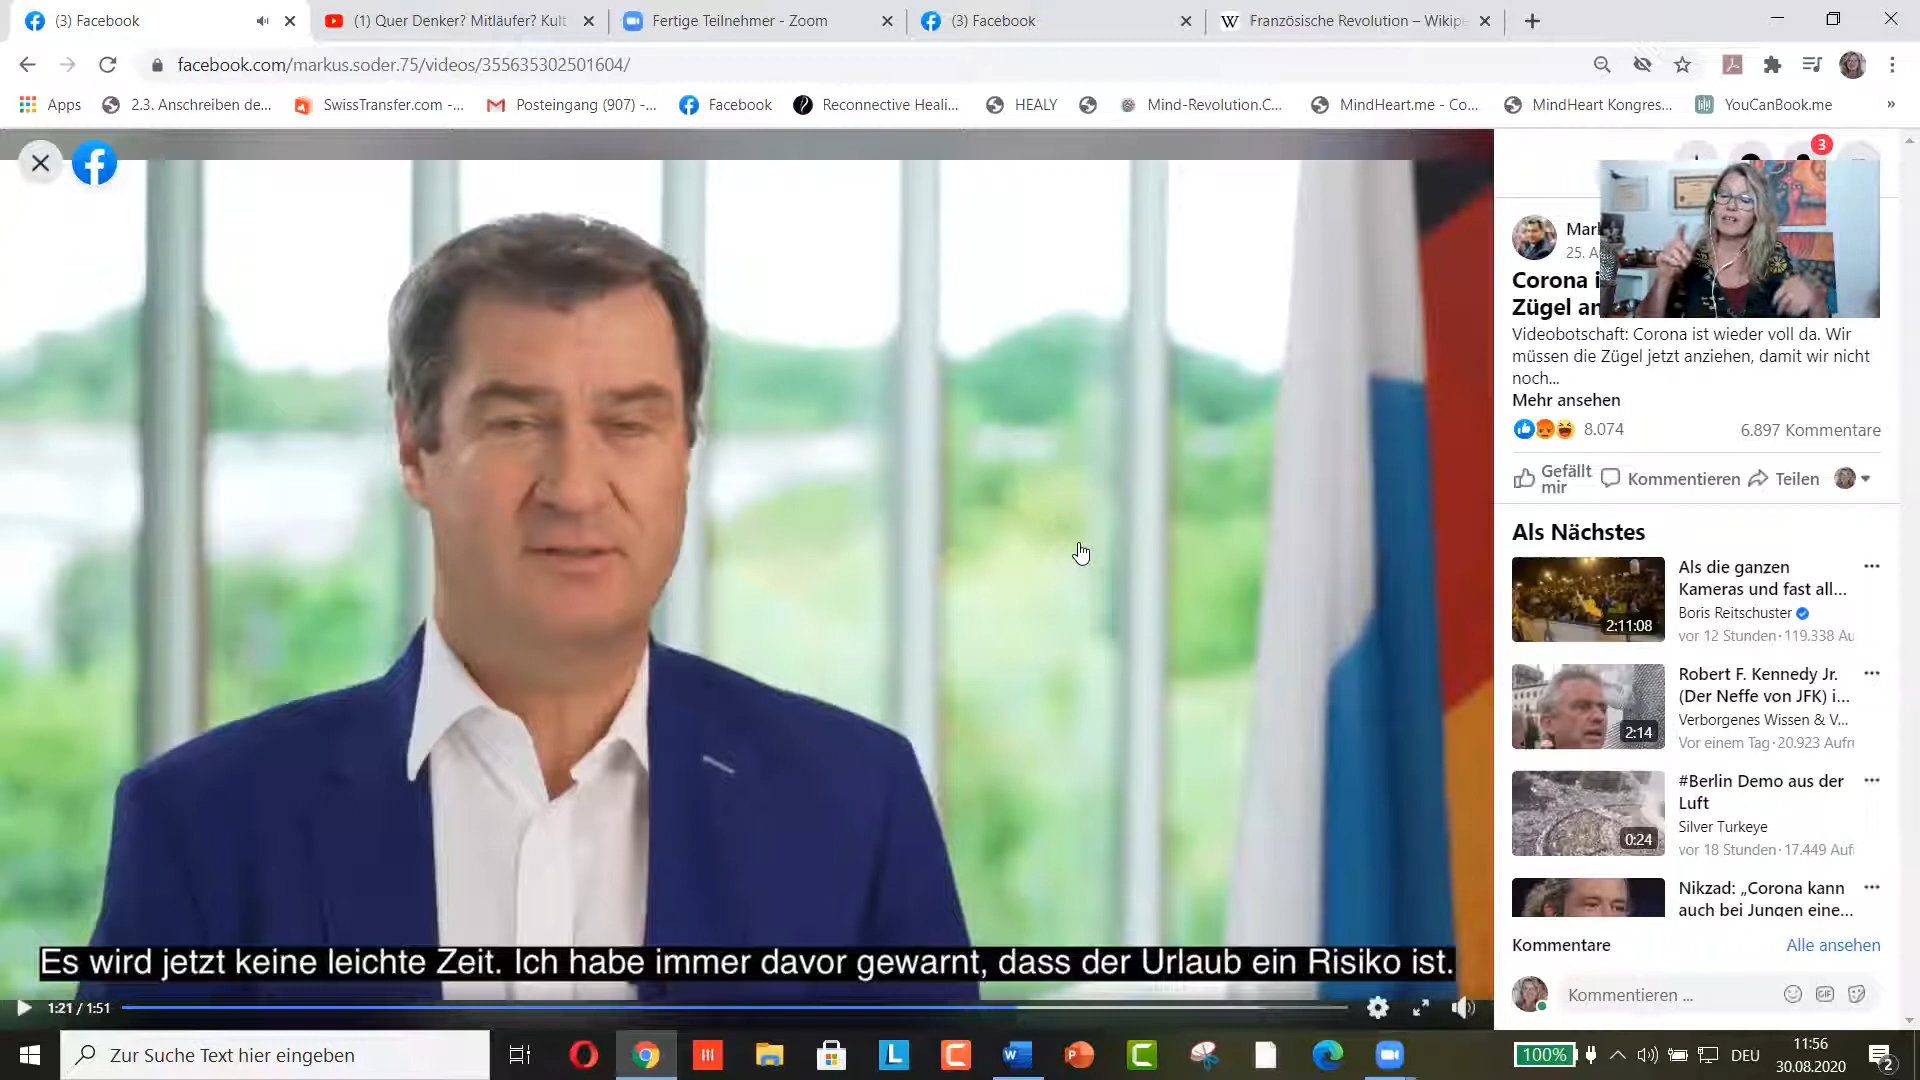 (3) Facebook
(1) Quer Denker? Mitläufer? Kult
Fertige Teilnehmer - Zoom
(3) Facebook
Französische Revolution – Wikipe
facebook.com/markus.soder.75/videos/355635302501604/
Apps
2.3. Anschreiben de...
SwissTransfer.com -...
Posteingang (907) -...
Facebook
Reconnective Heali...
HEALY
Mind-Revolution.C...
MindHeart.me - Co...
MindHeart Kongres...
YouCanBook.me
»
3
Mar
25. A
Corona i
Zügel an
Videobotschaft: Corona ist wieder voll da. Wir
müssen die Zügel jetzt anziehen, damit wir nicht
noch...
Mehr ansehen
8.074
6.897 Kommentare
Gefällt
mir
Kommentieren
Teilen
Als Nächstes
Als die ganzen
Kameras und fast all...
Boris Reitschuster
vor 12 Stunden · 119.338 Au
2:11:08
Robert F. Kennedy Jr.
(Der Neffe von JFK) i...
Verborgenes Wissen & V...
Vor einem Tag · 20.923 Aufr
2:14
#Berlin Demo aus der
Luft
Silver Turkeye
vor 18 Stunden · 17.449 Auf
0:24
Nikzad: „Corona kann
auch bei Jungen eine...
Kommentare
Alle ansehen
Kommentieren ...
GIF
Es wird jetzt keine leichte Zeit. Ich habe immer davor gewarnt, dass der Urlaub ein Risiko ist.
1:21 / 1:51
Zur Suche Text hier eingeben
100%
DEU
11:56
30.08.2020
2